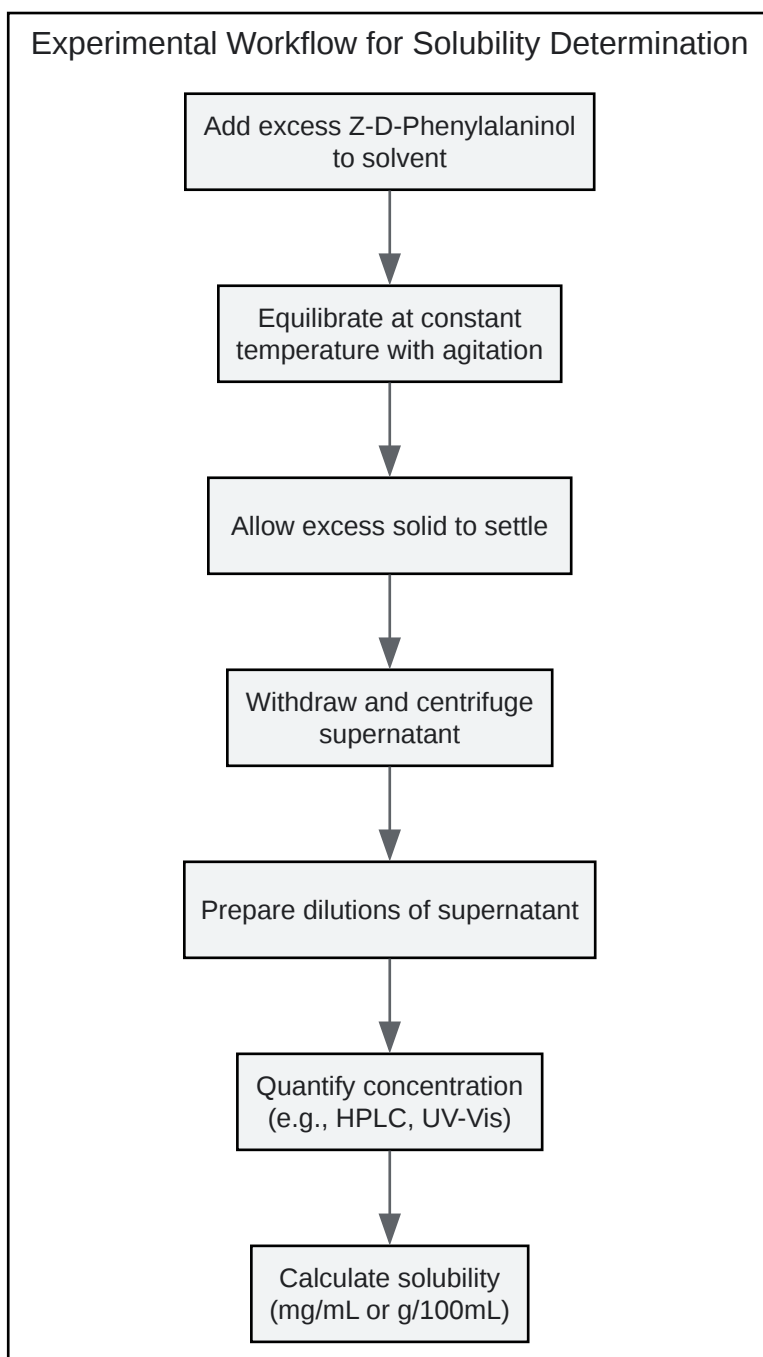 Experimental Workflow for Solubility Determination
Add excess Z-D-Phenylalaninol
to solvent
Equilibrate at constant
temperature with agitation
Allow excess solid to settle
Withdraw and centrifuge
supernatant
Prepare dilutions of supernatant
Quantify concentration
(e.g., HPLC, UV-Vis)
Calculate solubility
(mg/mL or g/100mL)